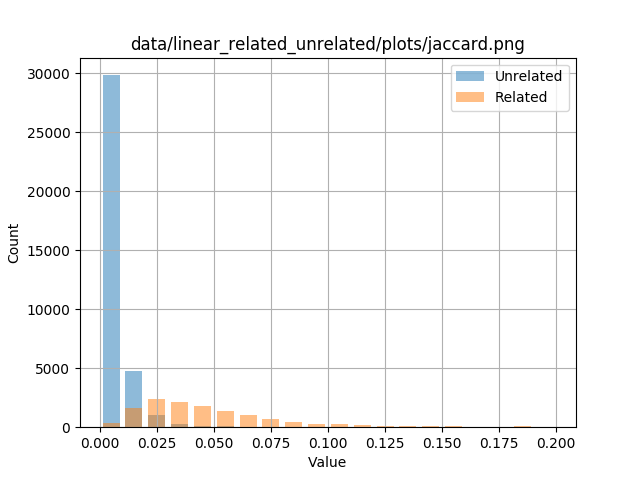 data/linear_related_unrelated/plots/jaccard.png
Unrelated
Related
30000
25000
20000
15000
10000
5000
0
Count
0.000 0.025 0.050 0.075 0.100 0.125 0.150 0.175 0.200
Value